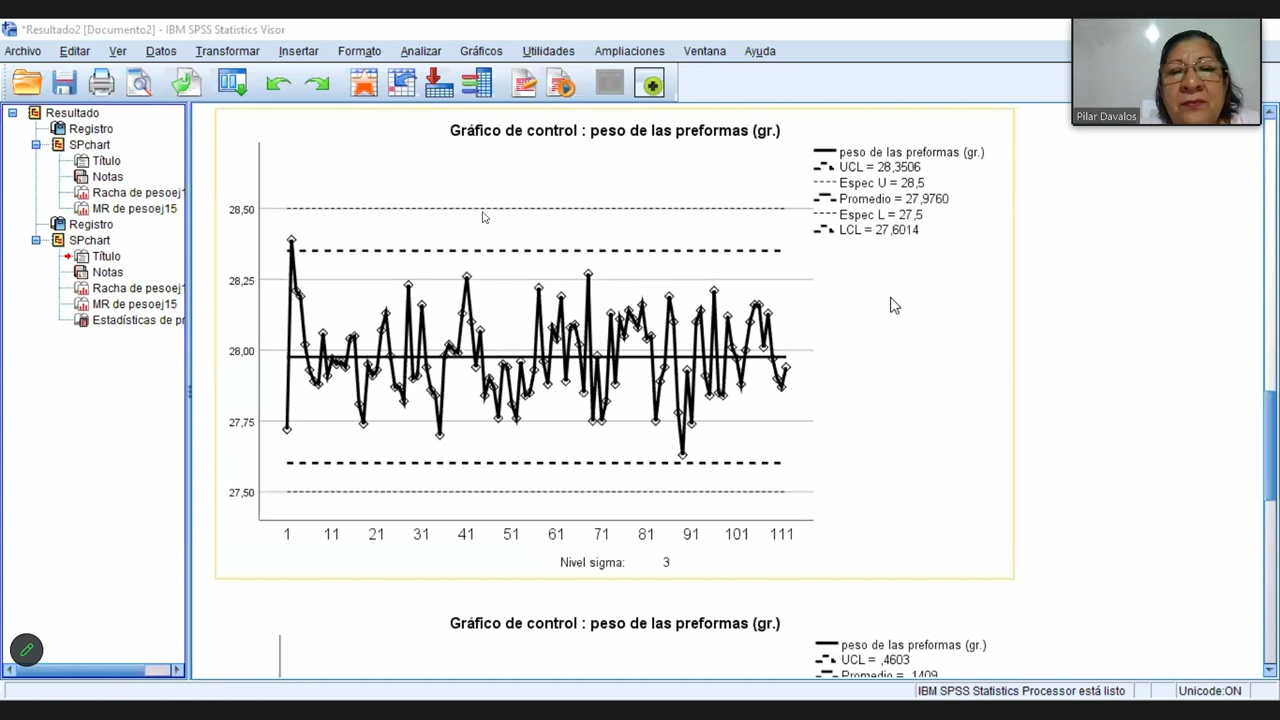 *Resultado2 [Documento2] - IBM SPSS Statistics Visor
Archivo Editar Ver Datos Transformar Insertar Formato Analizar Gráficos Utilidades Ampliaciones Ventana Ayuda
Pilar Davalos
Resultado
Registro
SPchart
Título
Notas
Racha de pesoej1
MR de pesoej15
Registro
SPchart
Título
Notas
Racha de pesoej1
MR de pesoej15
Estadísticas de pr
Gráfico de control : peso de las preformas (gr.)
peso de las preformas (gr.)
UCL = 28,3506
Espec U = 28,5
Promedio = 27,9760
Espec L = 27,5
LCL = 27,6014
28,50
28,25
28,00
27,75
27,50
1 11 21 31 41 51 61 71 81 91 101 111
Nivel sigma: 3
Gráfico de control : peso de las preformas (gr.)
peso de las preformas (gr.)
UCL = ,4603
Promedio = ,1409
IBM SPSS Statistics Processor está listo
Unicode:ON